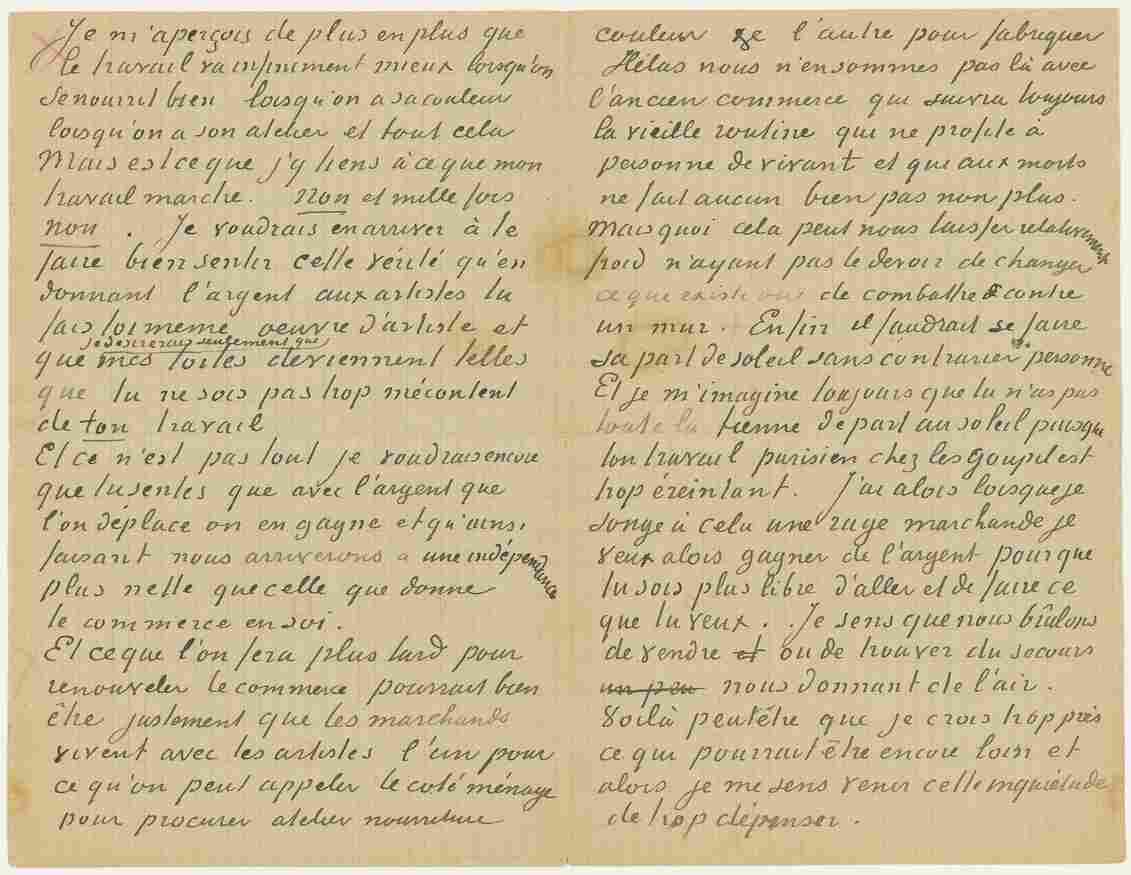 Je m'aperçois de plus en plus que
le travail va infiniment mieux lorsqu'on
se nourrit bien lorsqu'on a sa couleur
lorsqu'on a son atelier et tout cela
Mais est ce que j'y tiens à ce que mon
travail marche. Non et mille fois
non. Je voudrais en arriver à te
faire bien sentir cette vérité qu'en
donnant l'argent aux artistes tu
fais toi meme oeuvre d'artiste et
je desirerais seulement que
que mes toiles deviennent telles
que tu ne sois pas trop mécontent
de ton travail
Et ce n'est pas tout je voudrais encore
que tu sentes que avec l'argent que
l'on déplace on en gagne et qu'ainsi
faisant nous arriverions a une indépendance
plus nette que celle que donne
le commerce en soi.
Et ce que l'on fera plus tard pour
renouveler le commerce pourrait bien
être justement que les marchands
vivent avec les artistes l'un pour
ce qu'on peut appeler le coté ménage
pour procurer atelier nourriture
couleur l'autre pour fabriquer
Hélas nous n'en sommes pas là avec
l'ancien commerce qui suivra toujours
la vieille routine qui ne profite à
personne de vivant et qui aux morts
ne fait aucun bien pas non plus.
Mais quoi cela peut nous laisser relativement
froid n'ayant pas le devoir de changer
ce que existe ou de combattre contre
un mur. Enfin il faudrait se faire
sa part de soleil sans contrarier personne
Et je m'imagine toujours que tu n'as pas
toute la tienne de part au soleil puisque
ton travail parisien chez les Goupil est
trop éreintant. J'ai alors lorsque je
songe à cela une rage marchande je
veux alors gagner de l'argent pour que
tu sois plus libre d'aller et de faire ce
que tu veux. Je sens que nous brûlons
de vendre et ou de trouver du secours
un peu nous donnant de l'air.
Voilà peutêtre que je crois trop près
ce qui pourrait être encore loin et
alors je me sens venir cette inquiétude
de trop dépenser.